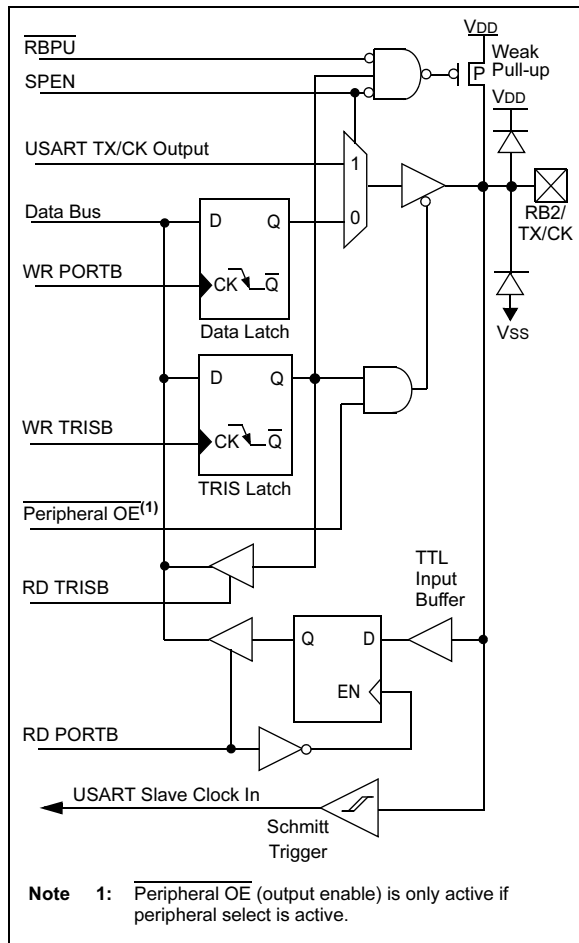 VDD
RBPU
Weak
Pull-up
P
SPEN
VDD
USART TX/CK Output
1
Data Bus
D Q
0
RB2/
TX/CK
WR PORTB
CK Q
VSS
Data Latch
D Q
WR TRISB
CK Q
TRIS Latch
Peripheral OE(1)
RD TRISB
TTL
Input
Buffer
Q D
EN
RD PORTB
USART Slave Clock In
Schmitt
Trigger
Note 1: Peripheral OE (output enable) is only active if
peripheral select is active.